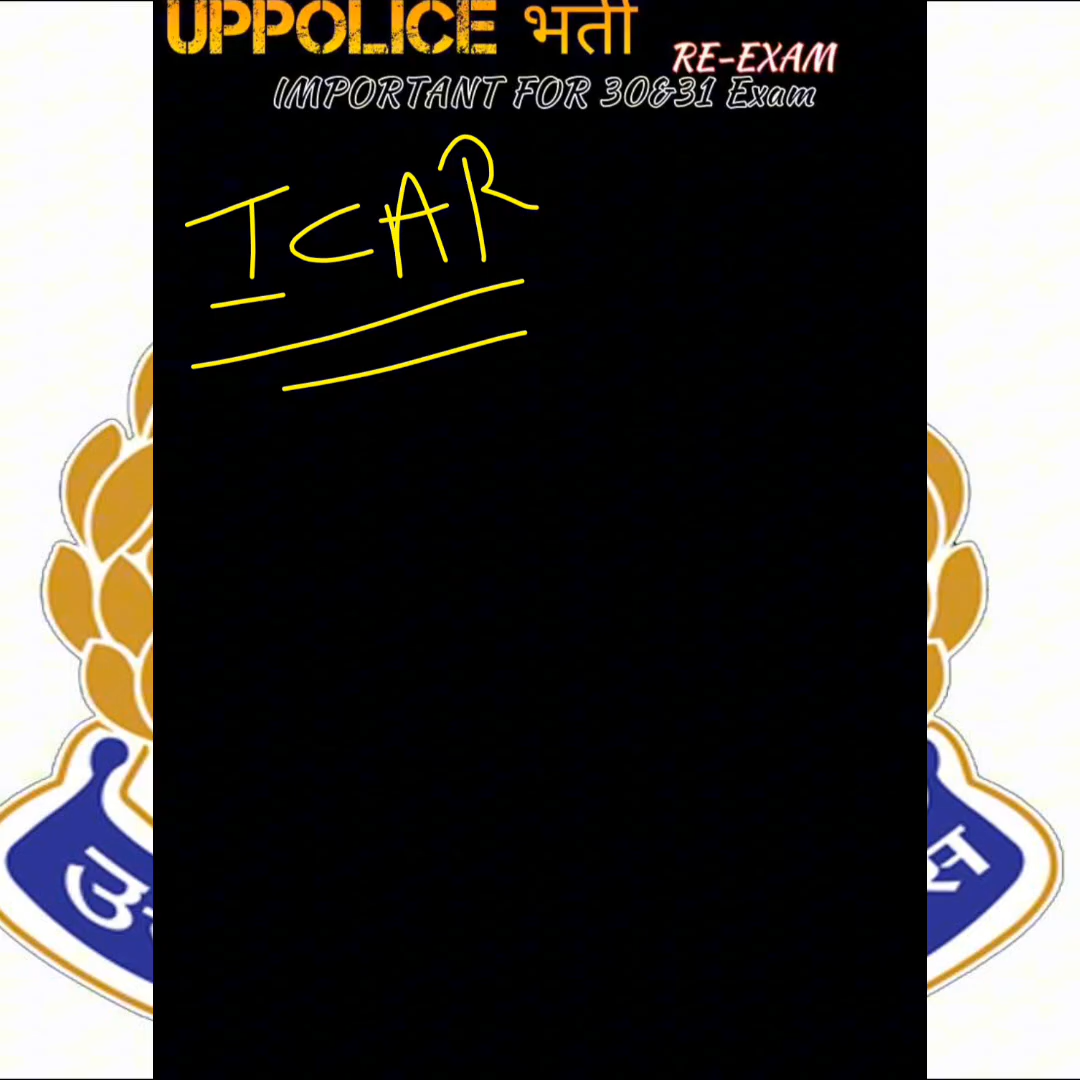 UPPOLICE भर्ती
RE-EXAM
IMPORTANT FOR 30&31 Exam
ICAR